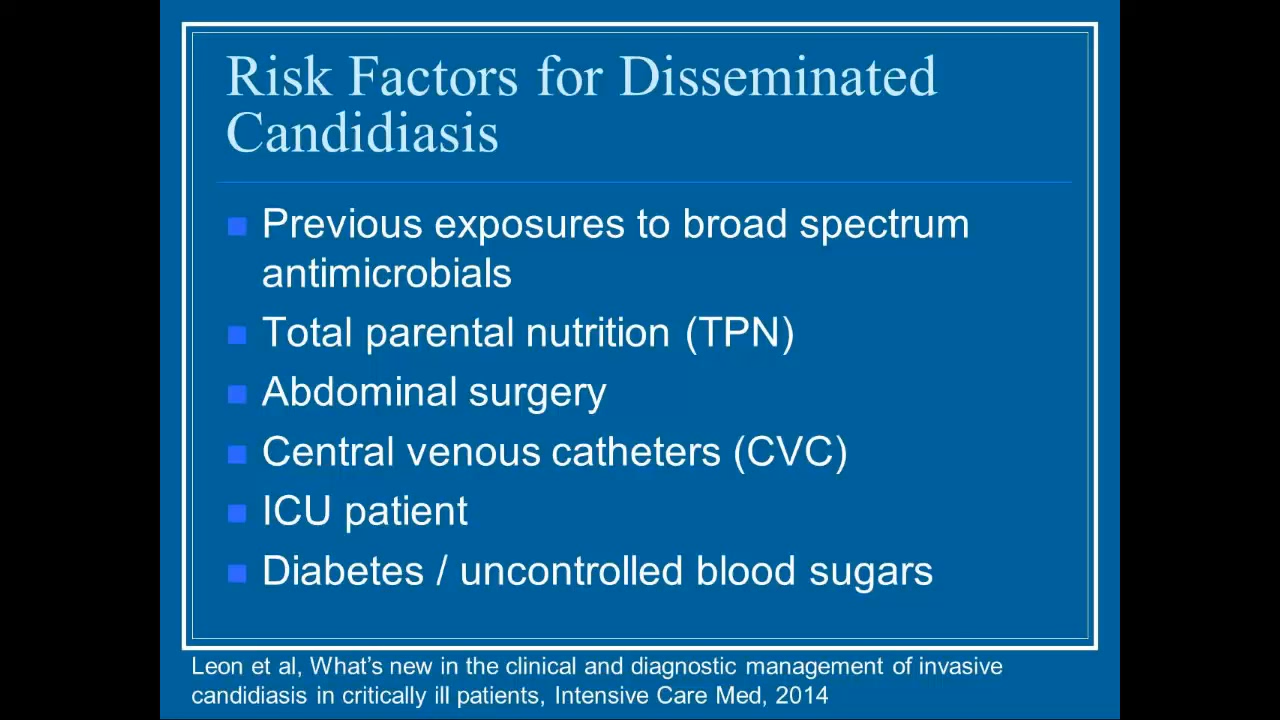 Risk Factors for Disseminated
Candidiasis
Previous exposures to broad spectrum
antimicrobials
Total parental nutrition (TPN)
Abdominal surgery
Central venous catheters (CVC)
ICU patient
Diabetes / uncontrolled blood sugars
Leon et al, What’s new in the clinical and diagnostic management of invasive
candidiasis in critically ill patients, Intensive Care Med, 2014